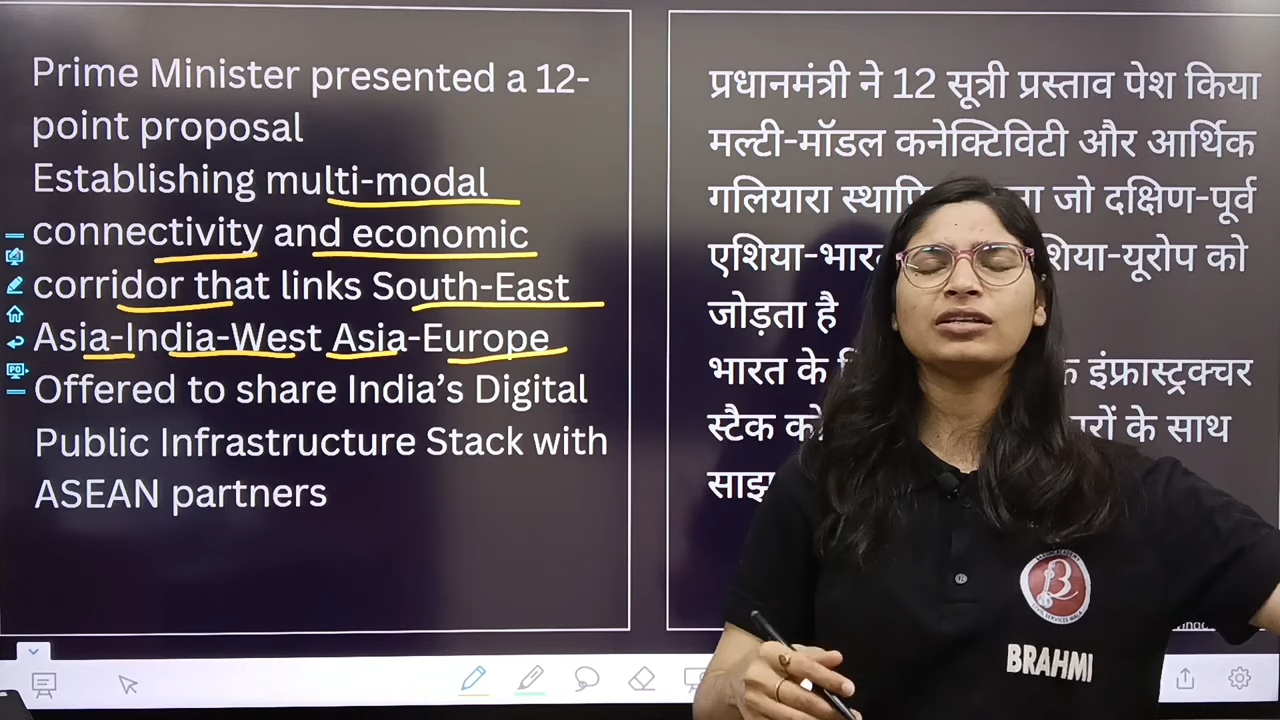 Prime Minister presented a 12-
point proposal
Establishing multi-modal
connectivity and economic
corridor that links South-East
Asia-India-West Asia-Europe
Offered to share India's Digital
Public Infrastructure Stack with
ASEAN partners
प्रधानमंत्री ने 12 सूत्री प्रस्ताव पेश किया
मल्टी-मॉडल कनेक्टिविटी और आर्थिक
गलियारा जो दक्षिण-पूर्व
यूरोप को
जोड़ता है
भारत के इंफ्रास्ट्रक्चर
स्टैक के साथ
BRAHMI